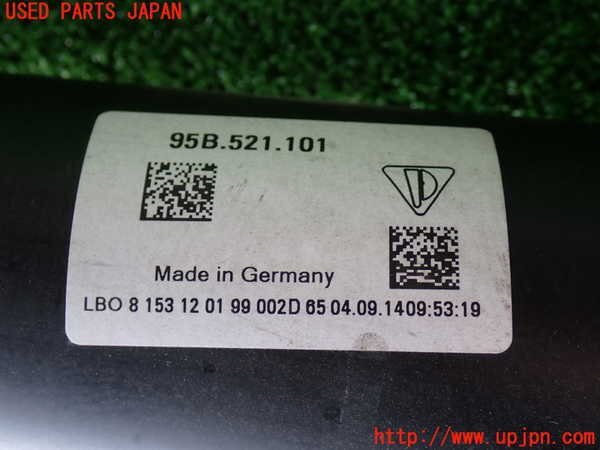 USED PARTS JAPAN
95B.521.101
Made in Germany
LBO 8 153 12 01 99 002D 65 04.09.1409:53:19
http://www.upjpn.com/